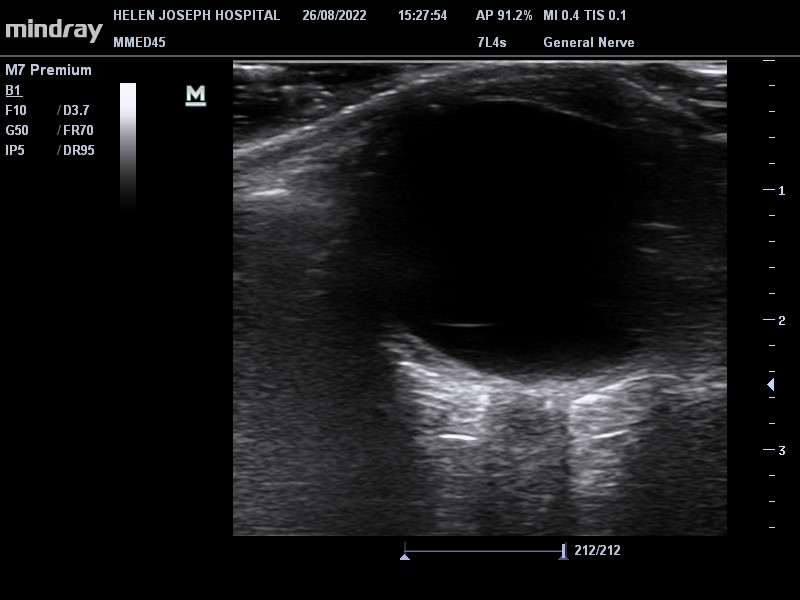 mindray
HELEN JOSEPH HOSPITAL 26/08/2022 15:27:54 AP 91.2% MI 0.4 TIS 0.1
MMED45 7L4s General Nerve
M7 Premium
B1
F10 / D3.7
G50 / FR70
IP5 / DR95
M
1
2
3
212/212